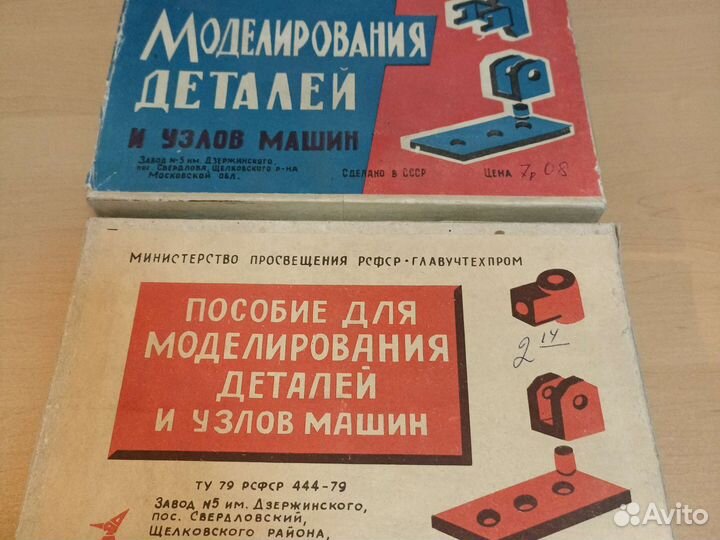 МОДЕЛИРОВАНИЯ
ДЕТАЛЕЙ
И УЗЛОВ МАШИН
ЗАВОД №5 ИМ. ДЗЕРЖИНСКОГО,
ПОС. СВЕРДЛОВА, ЩЕЛКОВСКОГО Р-НА
МОСКОВСКОЙ ОБЛ.
СДЕЛАНО В СССР
ЦЕНА 7р 08
МИНИСТЕРСТВО ПРОСВЕЩЕНИЯ РСФСР · ГЛАВУЧТЕХПРОМ
ПОСОБИЕ ДЛЯ
МОДЕЛИРОВАНИЯ
ДЕТАЛЕЙ
И УЗЛОВ МАШИН
2 14
ТУ 79 РСФСР 444-79
ЗАВОД №5 ИМ. ДЗЕРЖИНСКОГО,
ПОС. СВЕРДЛОВСКИЙ,
ЩЕЛКОВСКОГО РАЙОНА,
Avito